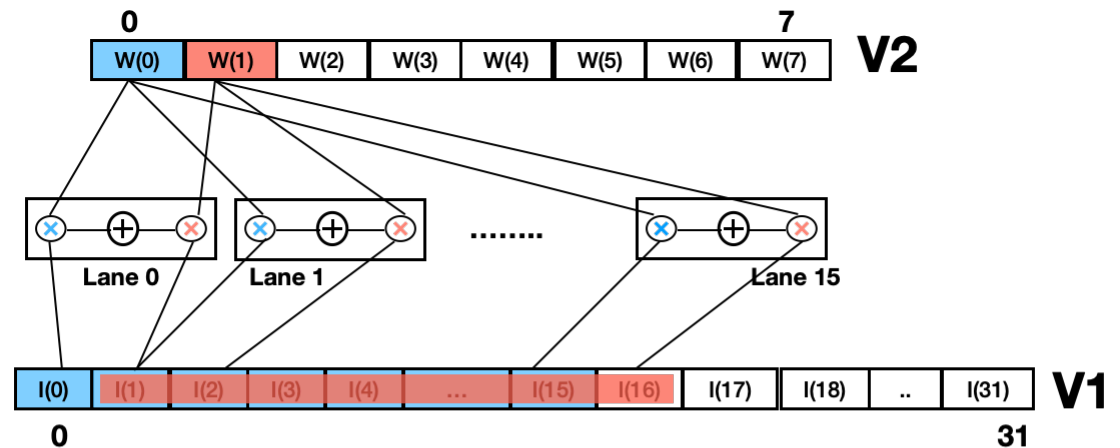 0 7
W(0) W(1) W(2) W(3) W(4) W(5) W(6) W(7) V2
× + × × + × ........ × + ×
Lane 0 Lane 1 Lane 15
I(0) I(1) I(2) I(3) I(4) ... I(15) I(16) I(17) I(18) .. I(31) V1
0 31